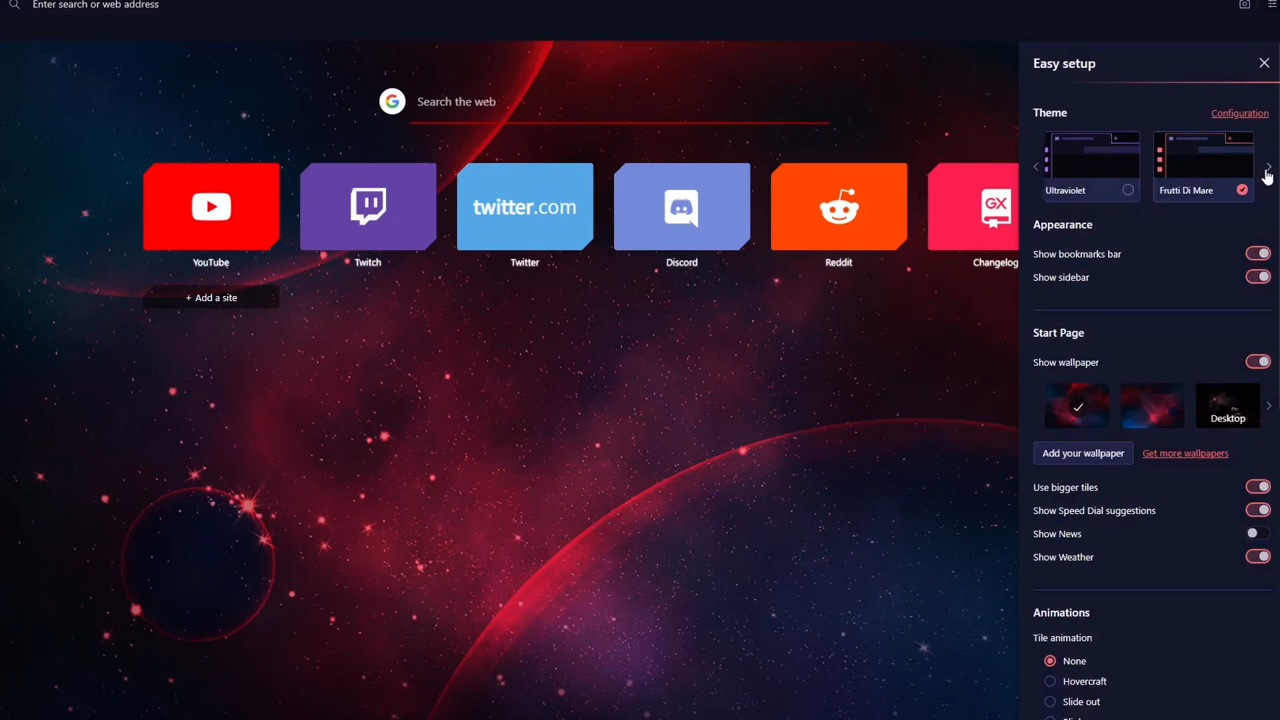 Enter search or web address
Easy setup
Search the web
Theme
Configuration
Ultraviolet
Frutti Di Mare
twitter.com
GX
YouTube
Twitch
Twitter
Discord
Reddit
Changelog
+ Add a site
Appearance
Show bookmarks bar
Show sidebar
Start Page
Show wallpaper
Desktop
Add your wallpaper
Get more wallpapers
Use bigger tiles
Show Speed Dial suggestions
Show News
Show Weather
Animations
Tile animation
None
Hovercraft
Slide out